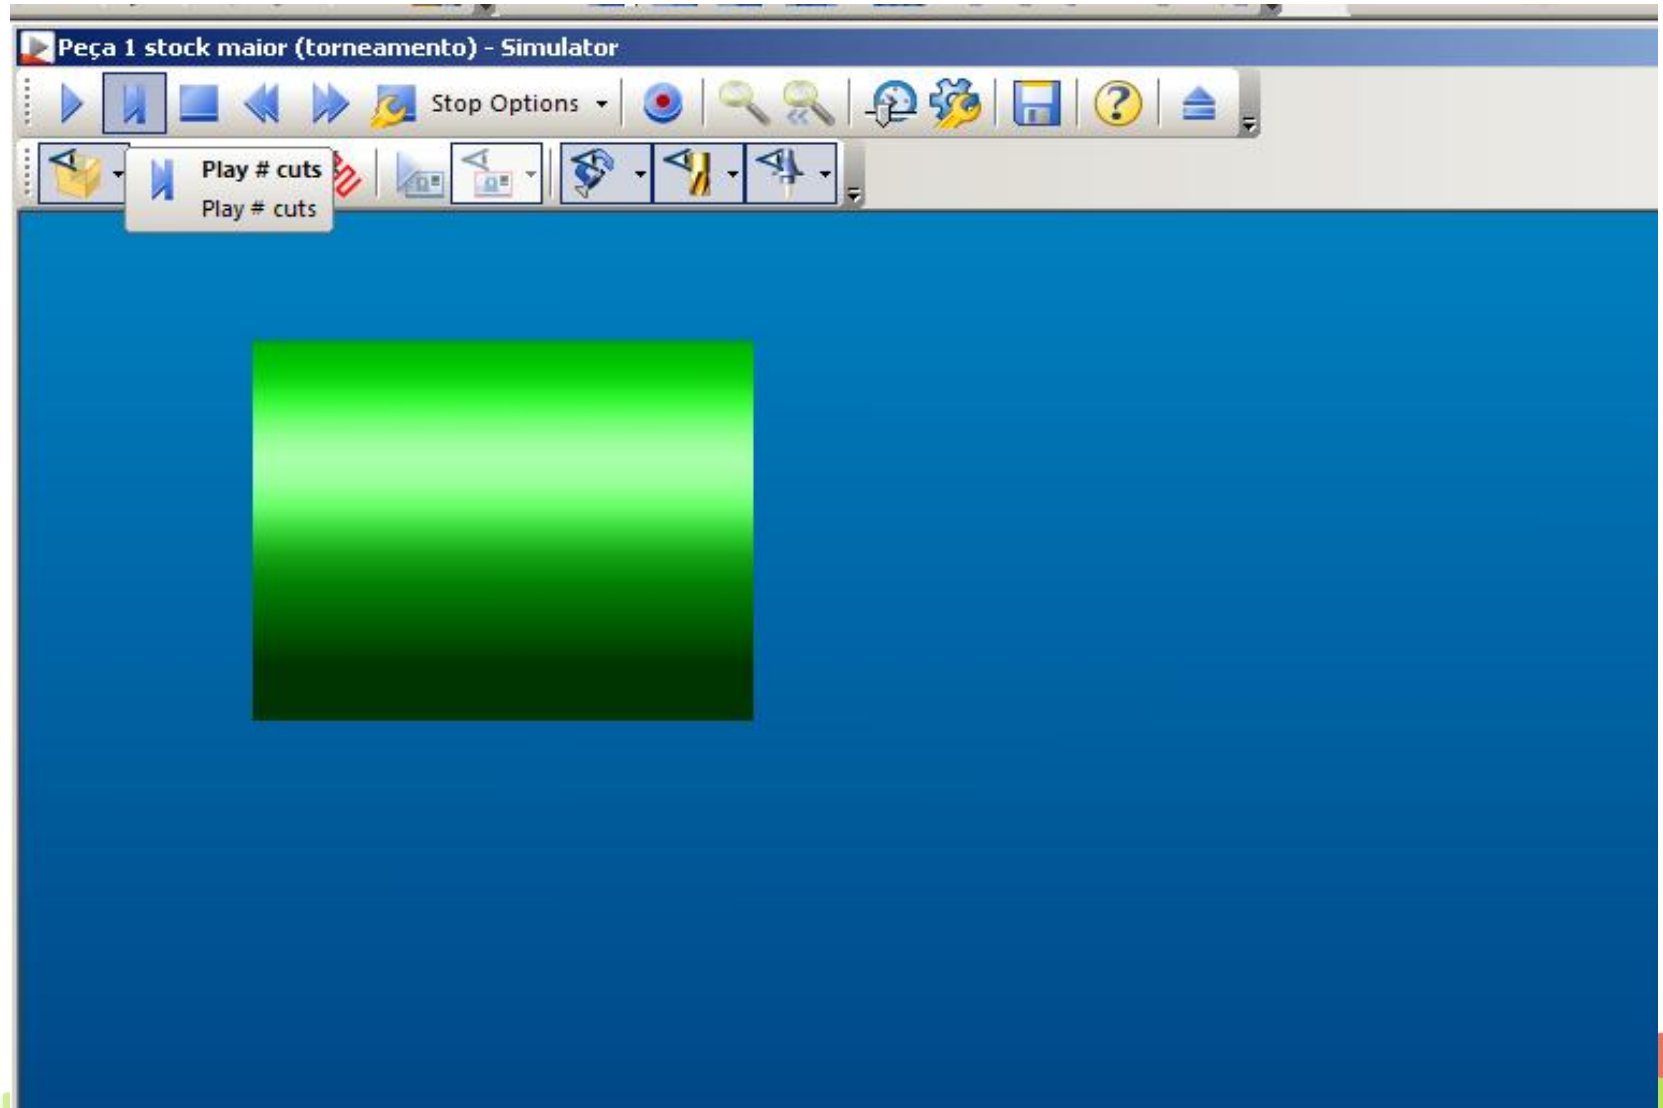 Peça 1 stock maior (torneamento) - Simulator
Stop Options
Play # cuts
Play # cuts